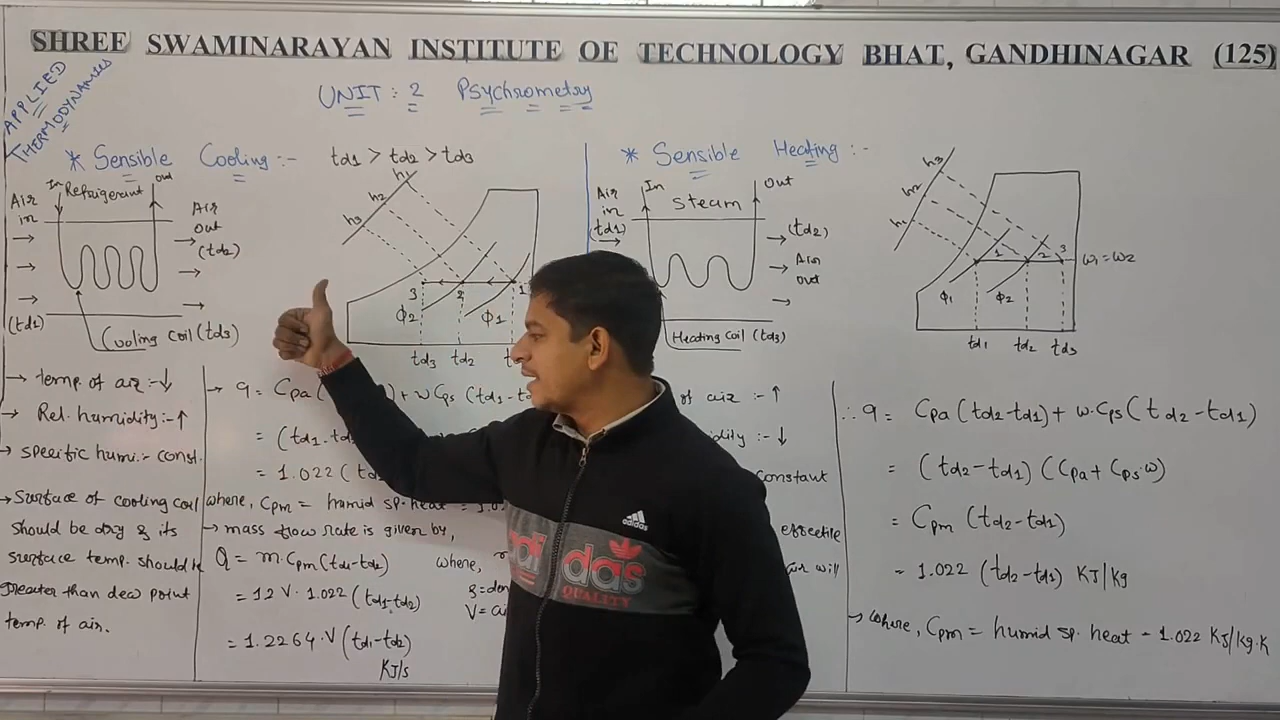 SHREE SWAMINARAYAN INSTITUTE OF TECHNOLOGY BHAT, GANDHINAGAR (125)
APPLIED
THERMODYNAMICS
UNIT : 2 Psychrometry
* Sensible Cooling :- td1 > td2 > td3
In Refrigerant out
Air
in
Air
out
(td2)
(td1)
Cooling coil (td3)
h1
h2
h3
3 2 1
ϕ2 ϕ1
td3 td2
→ temp. of air :- ↓
→ Rel. humidity :- ↑
→ specific humi. :- const.
→ Surface of cooling coil
should be dry & its
surface temp. should be
greater than dew point
temp. of air.
→ q = Cpa ( ) + w Cps (td1-
= (td1-td
= 1.022 (td
where, Cpm = humid sp. heat =
→ mass flow rate is given by,
Q = m. Cpm (td1-td2) where,
= 1.2 V. 1.022 (td1-td2)
V=
= 1.2264. V (td1-td2)
KJ/s
adidas
adidas
QUALITY
* Sensible Heating :-
Air
in
(td1)
In Steam Out
(td2)
Air
out
Heating coil (td3)
h3
h2
h1
1 2 3
w1 = w2
ϕ1 ϕ2
td1 td2 td3
of air :- ↑
:- ↓
constant
effective
will
∴ q = Cpa (td2-td1) + w. Cps (td2-td1)
= (td2-td1) (Cpa + Cps.w)
= Cpm (td2-td1)
= 1.022 (td2-td1) KJ/kg
→ where, Cpm = humid sp. heat = 1.022 KJ/kg.K